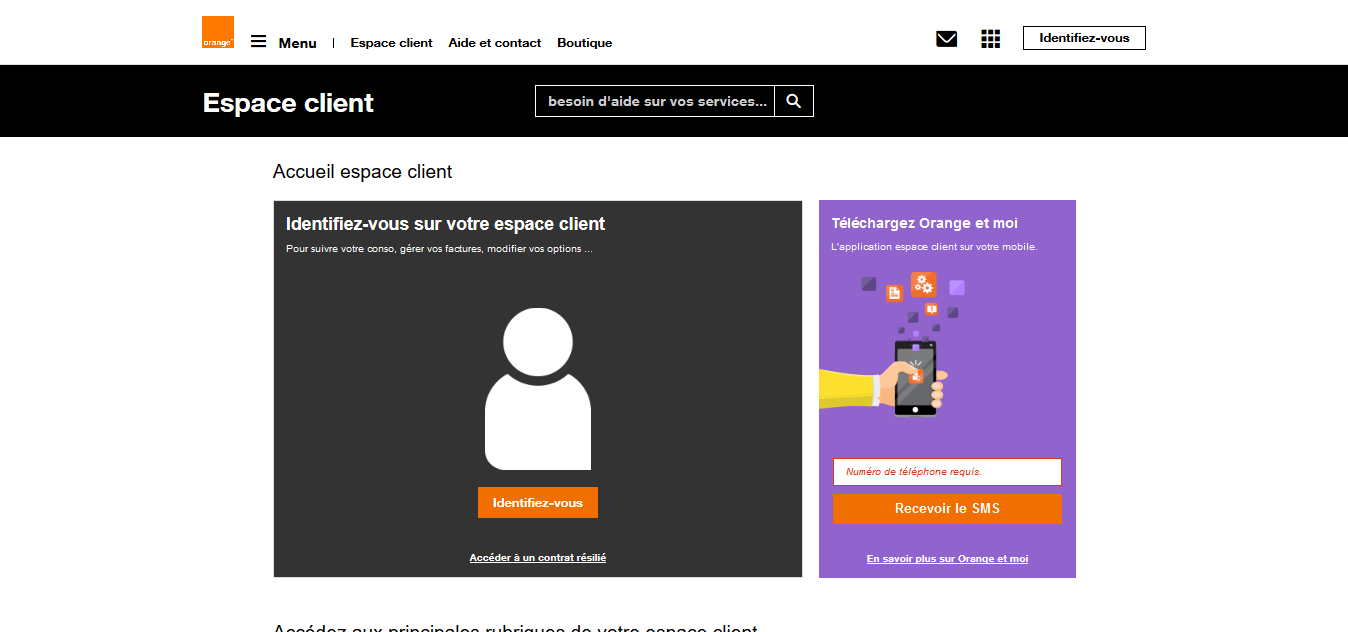 orange™
Menu | Espace client Aide et contact Boutique
Identifiez-vous
Espace client
besoin d'aide sur vos services...
Accueil espace client
Identifiez-vous sur votre espace client
Pour suivre votre conso, gérer vos factures, modifier vos options ...
Identifiez-vous
Accéder à un contrat résilié
Téléchargez Orange et moi
L'application espace client sur votre mobile.
Numéro de téléphone requis.
Recevoir le SMS
En savoir plus sur Orange et moi
Accédez aux principales rubriques de votre espace client